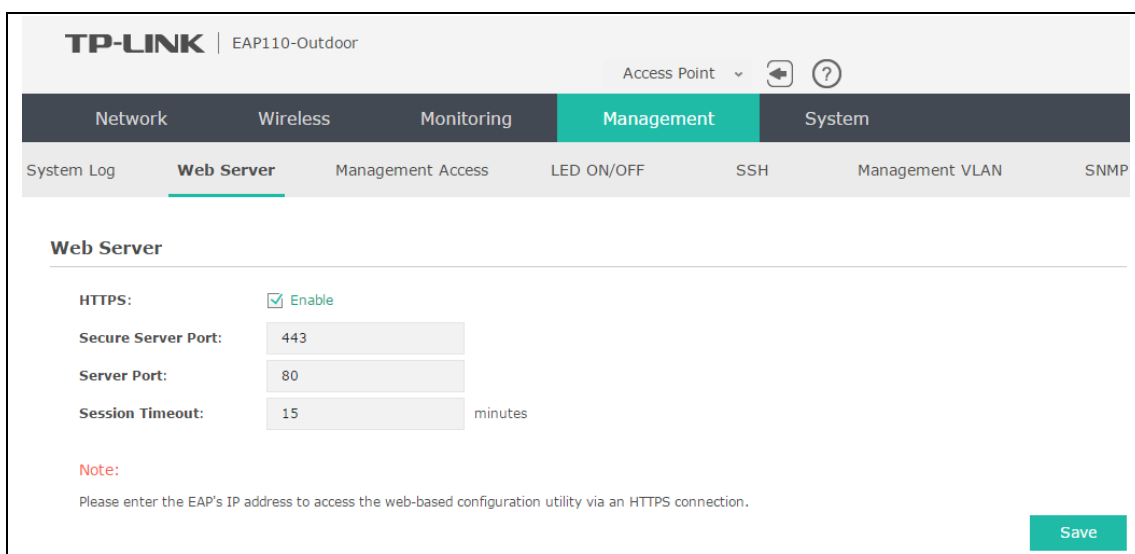 TP-LINK | EAP110-Outdoor
Access Point
Network Wireless Monitoring Management System
System Log Web Server Management Access LED ON/OFF SSH Management VLAN SNMP
Web Server
HTTPS: Enable
Secure Server Port: 443
Server Port: 80
Session Timeout: 15 minutes
Note:
Please enter the EAP's IP address to access the web-based configuration utility via an HTTPS connection.
Save